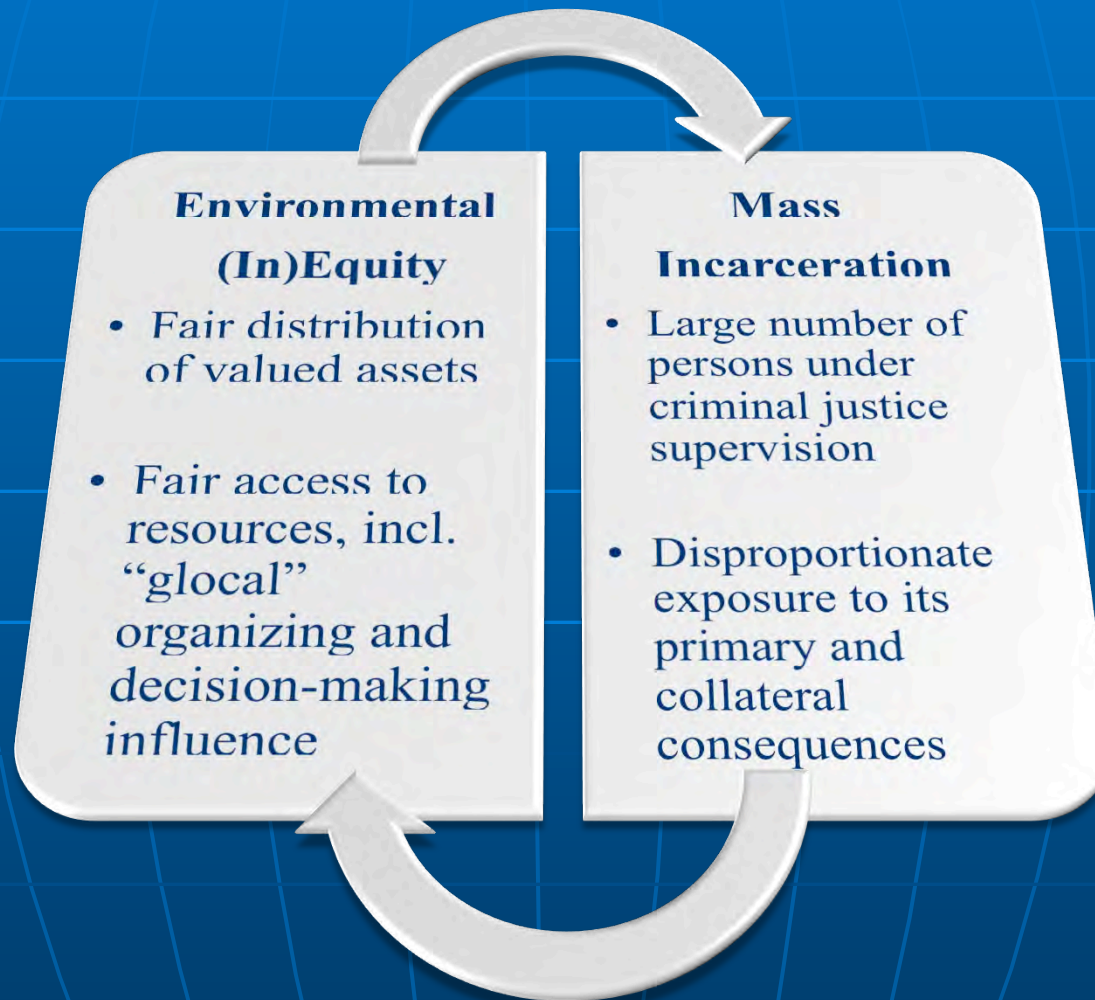 Environmental
(In)Equity
• Fair distribution
of valued assets
• Fair access to
resources, incl.
“glocal”
organizing and
decision-making
influence
Mass
Incarceration
• Large number of
persons under
criminal justice
supervision
• Disproportionate
exposure to its
primary and
collateral
consequences